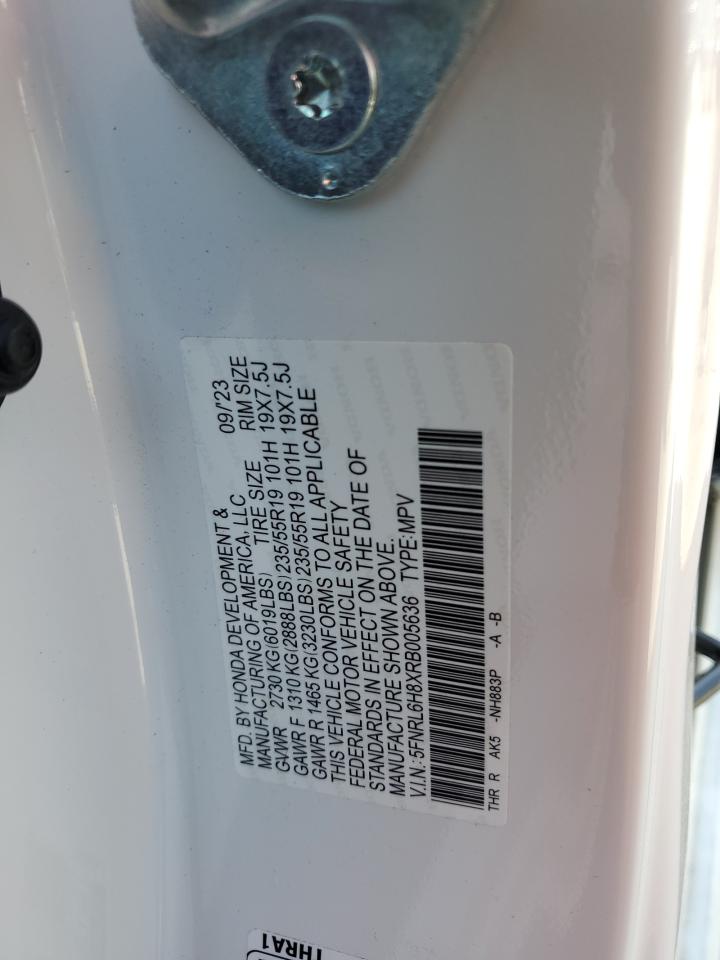 MFD. BY HONDA DEVELOPMENT & 09/'23
MANUFACTURING OF AMERICA, LLC
GVWR 2730 KG(6019LBS) TIRE SIZE RIM SIZE
GAWR F 1310 KG(2888LBS) 235/55R19 101H 19X7.5J
GAWR R 1465 KG(3230LBS) 235/55R19 101H 19X7.5J
THIS VEHICLE CONFORMS TO ALL APPLICABLE
FEDERAL MOTOR VEHICLE SAFETY
STANDARDS IN EFFECT ON THE DATE OF
MANUFACTURE SHOWN ABOVE.
V.I.N.:5FNRL6H8XRB005636 TYPE:MPV
THR R AK5 -NH883P -A -B
THRA1